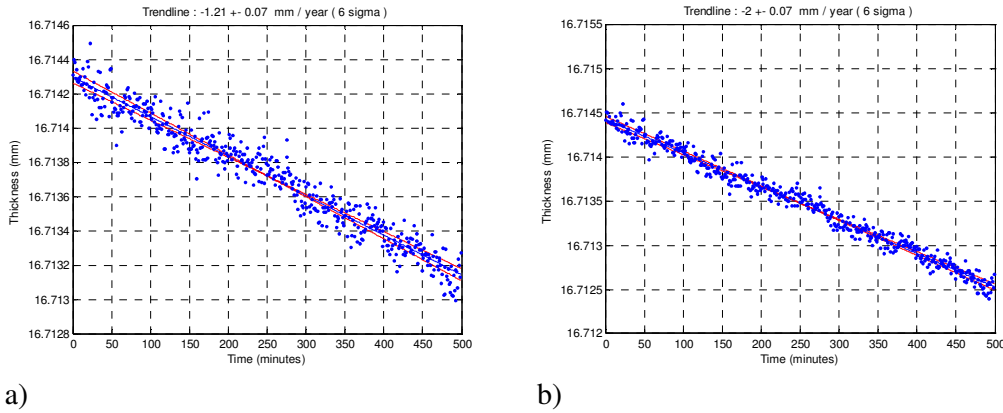 Trendline : -1.21 +- 0.07 mm / year ( 6 sigma )
16.7146
16.7144
16.7142
16.714
16.7138
16.7136
16.7134
16.7132
16.713
16.7128
Thickness (mm)
0 50 100 150 200 250 300 350 400 450 500
Time (minutes)
a)
Trendline : -2 +- 0.07 mm / year ( 6 sigma )
16.7155
16.715
16.7145
16.714
16.7135
16.713
16.7125
16.712
Thickness (mm)
0 50 100 150 200 250 300 350 400 450 500
Time (minutes)
b)